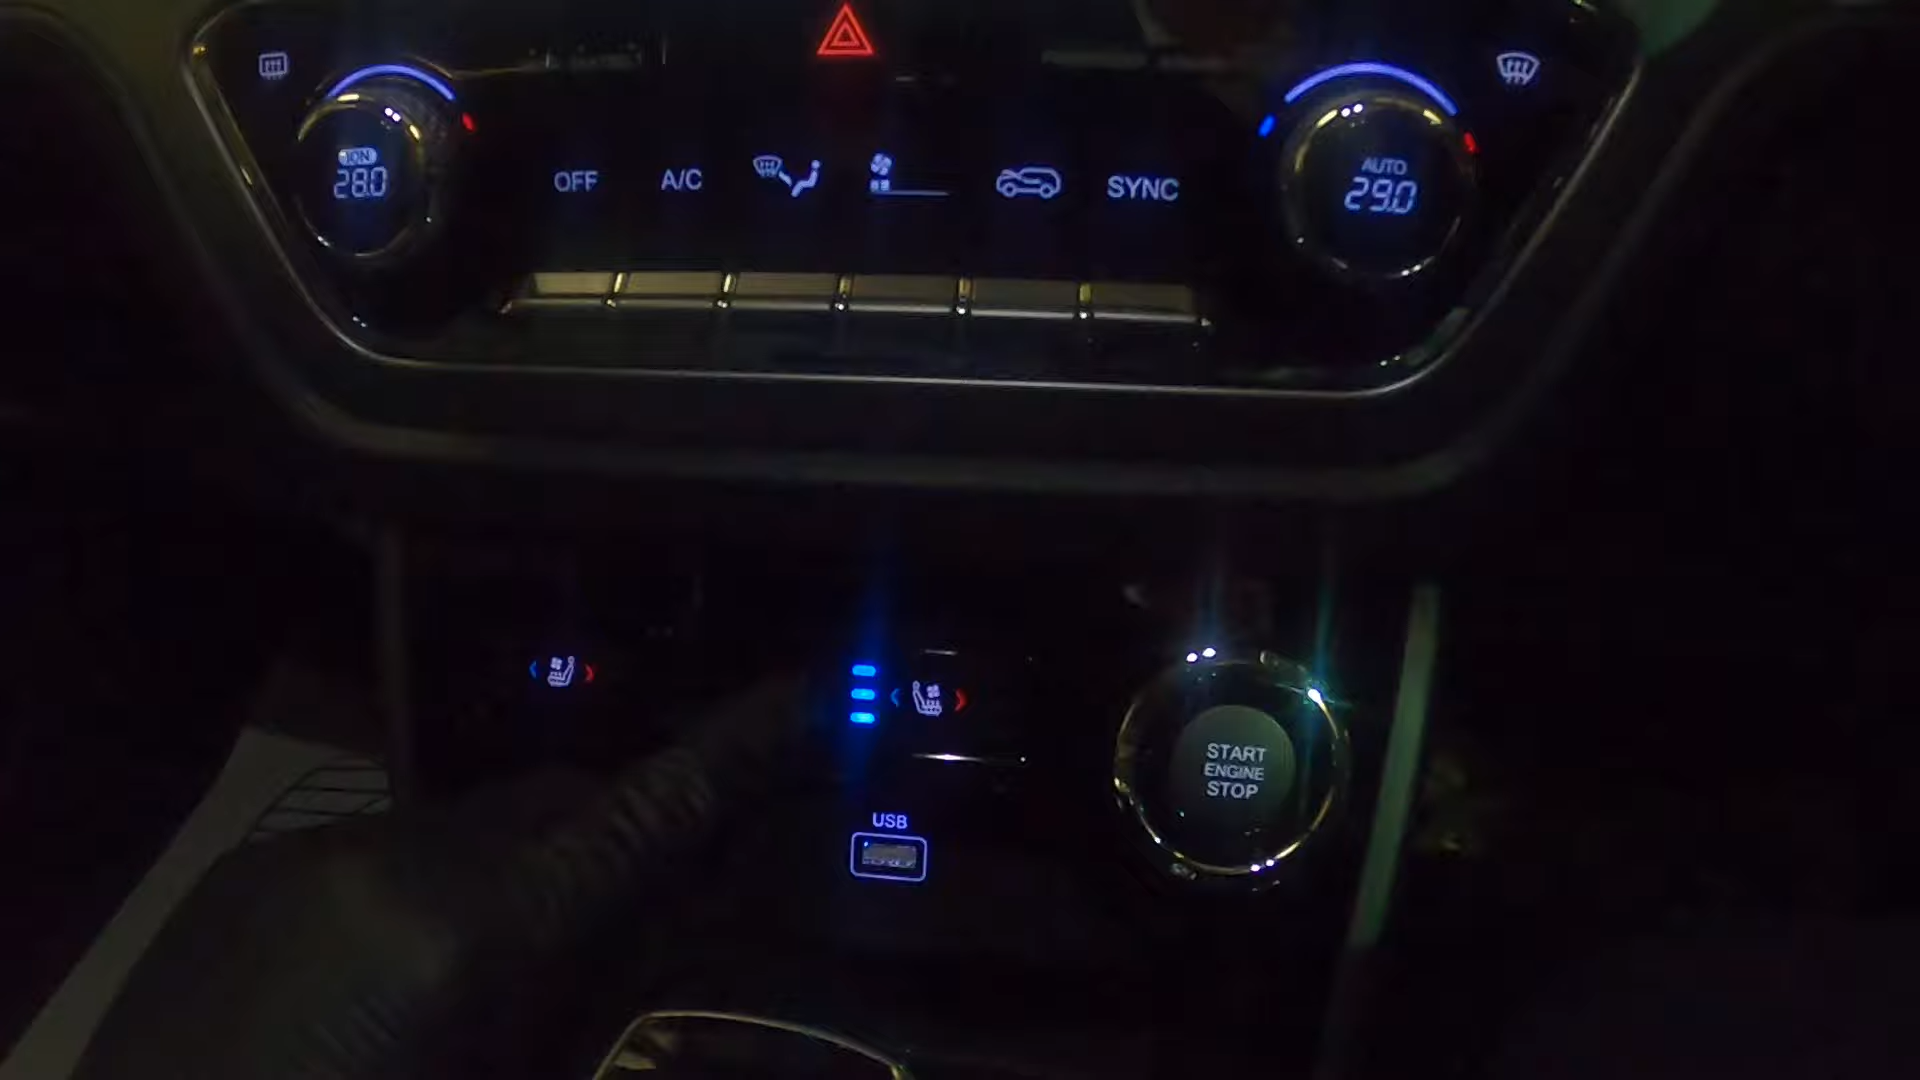 ION
28.0
OFF
A/C
SYNC
AUTO
29.0
START
ENGINE
STOP
USB